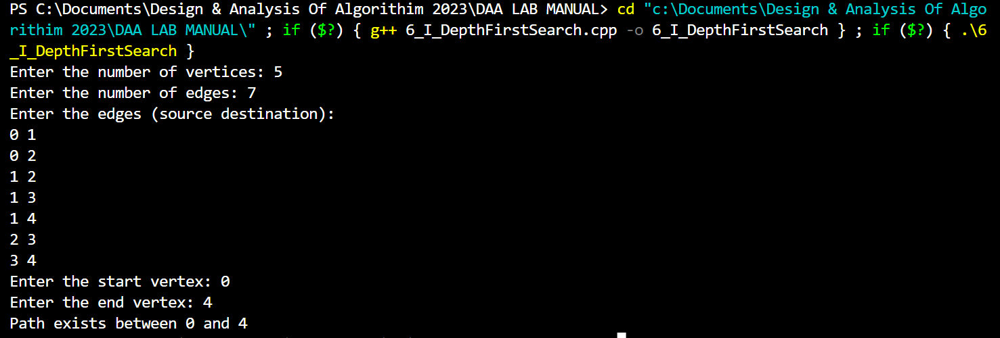 PS C:\Documents\Design & Analysis Of Algorithim 2023\DAA LAB MANUAL> cd "c:\Documents\Design & Analysis Of Algo
rithim 2023\DAA LAB MANUAL\" ; if ($?) { g++ 6_I_DepthFirstSearch.cpp -o 6_I_DepthFirstSearch } ; if ($?) { .\6
_I_DepthFirstSearch }
Enter the number of vertices: 5
Enter the number of edges: 7
Enter the edges (source destination):
0 1
0 2
1 2
1 3
1 4
2 3
3 4
Enter the start vertex: 0
Enter the end vertex: 4
Path exists between 0 and 4